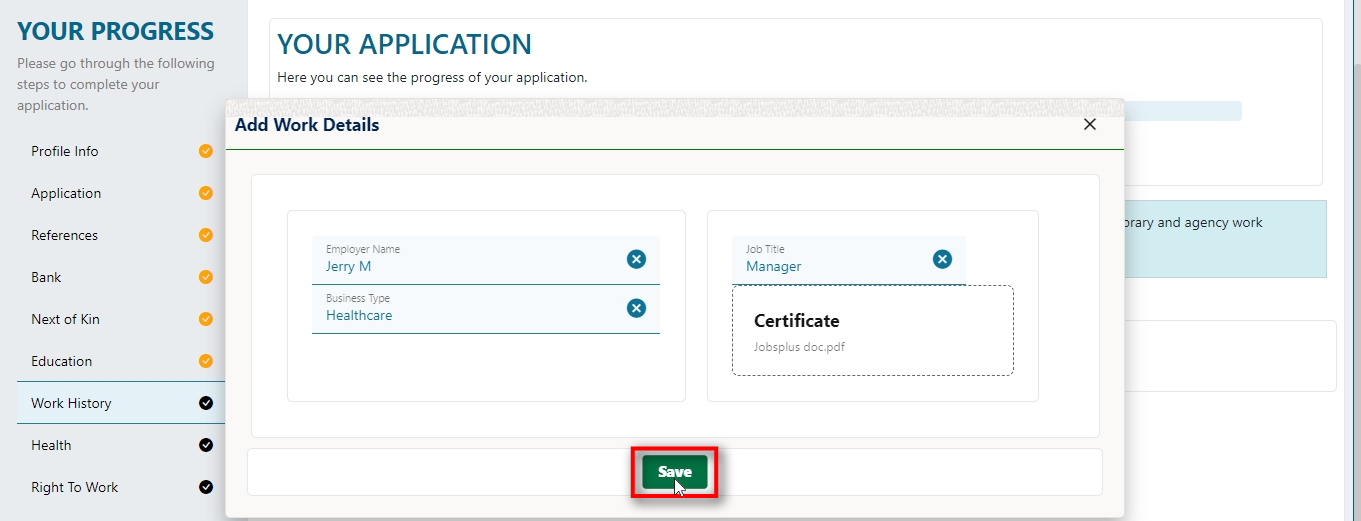 YOUR PROGRESS
Please go through the following
steps to complete your
application.
Profile Info
Application
References
Bank
Next of Kin
Education
Work History
Health
Right To Work
YOUR APPLICATION
Here you can see the progress of your application.
and agency work
Add Work Details
Employer Name
Jerry M
Business Type
Healthcare
Job Title
Manager
Certificate
Jobsplus doc.pdf
Save